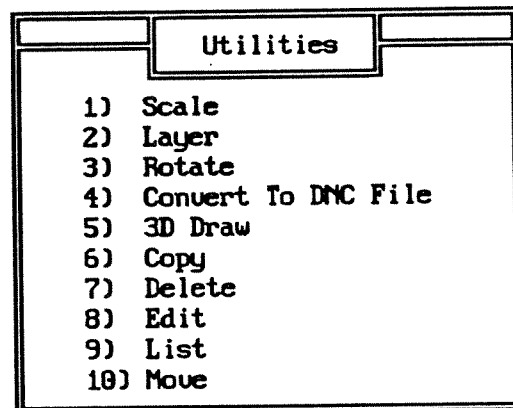 Utilities
1) Scale
2) Layer
3) Rotate
4) Convert To DNC File
5) 3D Draw
6) Copy
7) Delete
8) Edit
9) List
10) Move